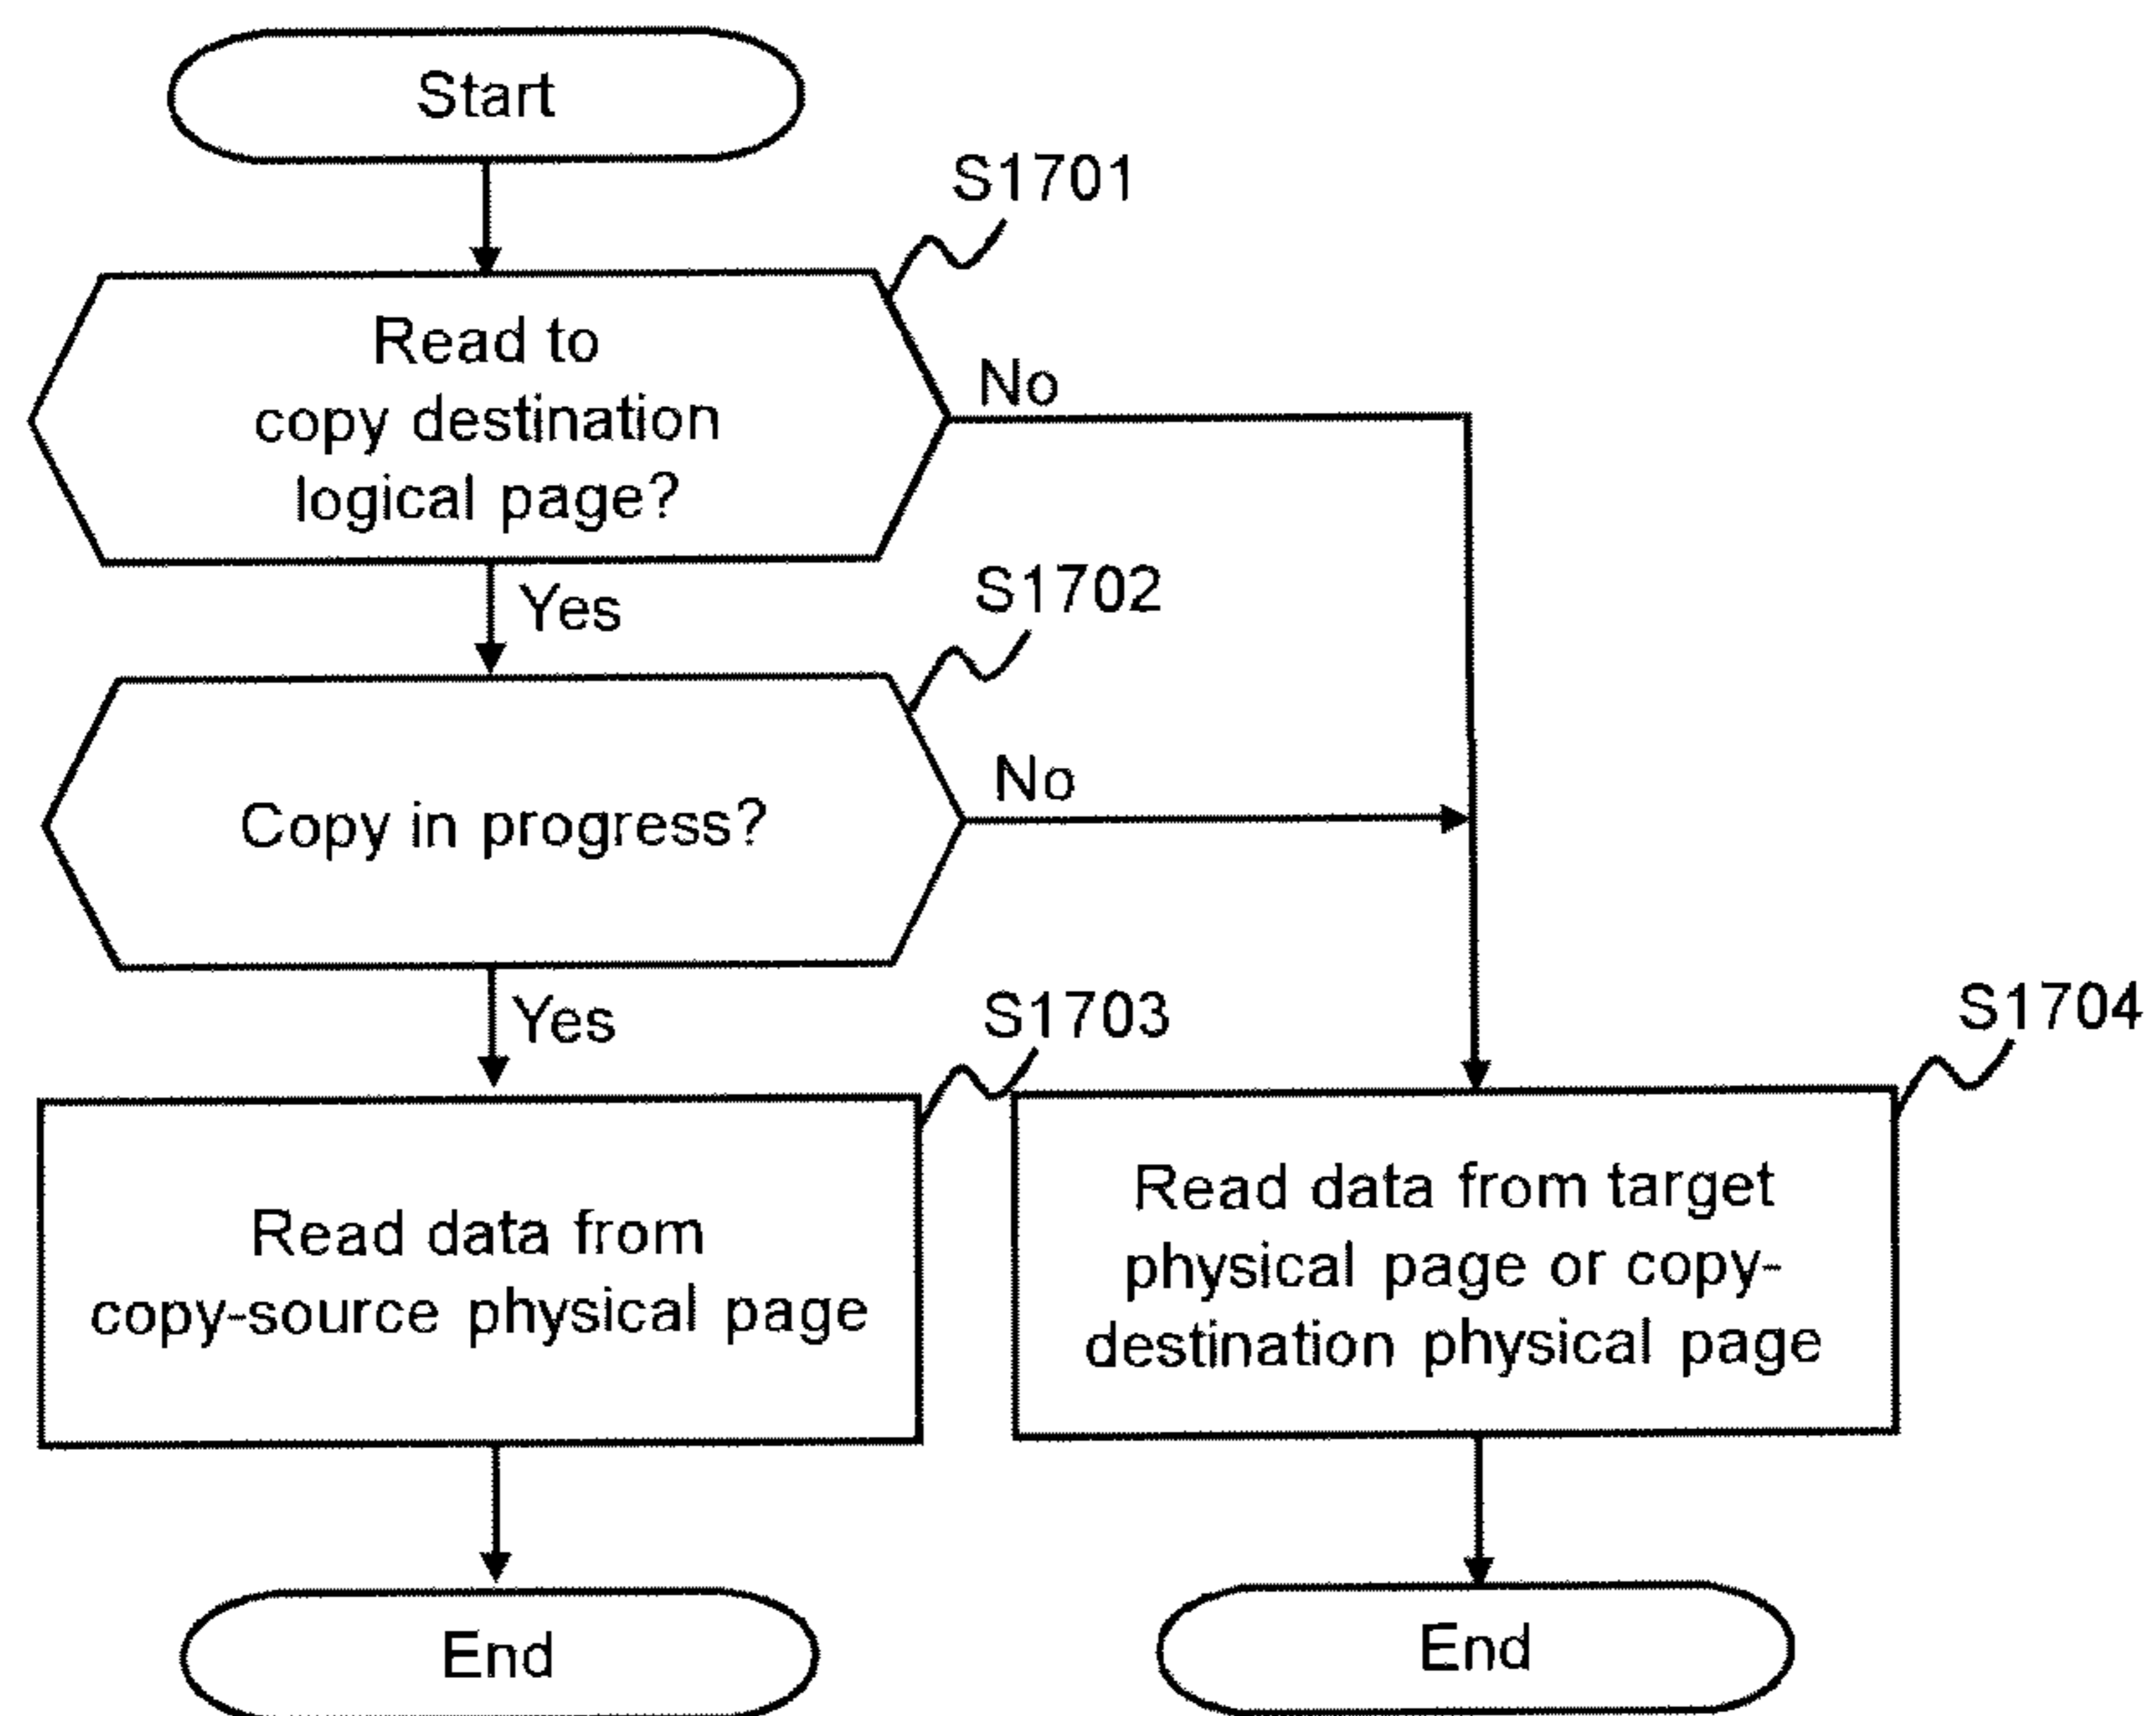 Start
S1701
Read to
copy destination
logical page?
No
Yes
S1702
Copy in progress?
No
Yes
S1703
Read data from
copy-source physical page
S1704
Read data from target
physical page or copy-
destination physical page
End
End